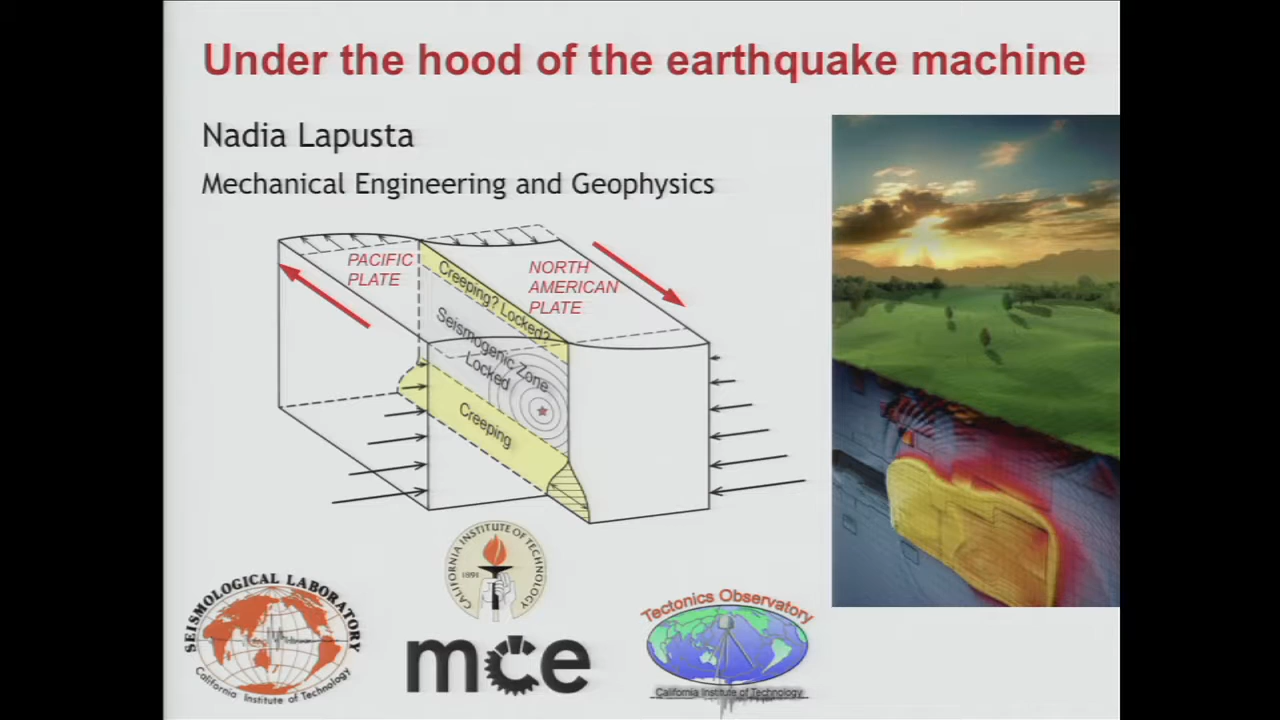 Under the hood of the earthquake machine
Nadia Lapusta
Mechanical Engineering and Geophysics
PACIFIC
PLATE
NORTH
AMERICAN
PLATE
Creeping? Locked?
Seismogenic Zone
Locked
Creeping
CALIFORNIA INSTITUTE OF TECHNOLOGY
1891
SEISMOLOGICAL LABORATORY
California Institute of Technology
mce
Tectonics Observatory
California Institute of Technology